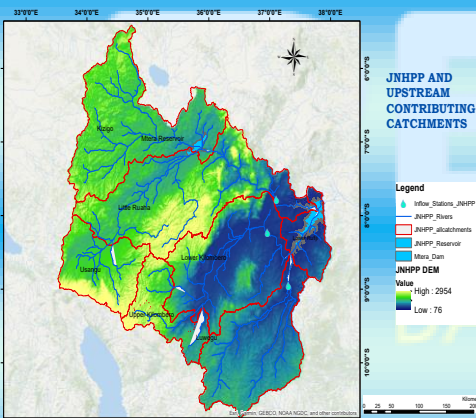 33°0'0"E 34°0'0"E 35°0'0"E 36°0'0"E 37°0'0"E 38°0'0"E
6°0'0"S
7°0'0"S
8°0'0"S
9°0'0"S
10°0'0"S
Kizigo
Mtera Reservoir
Little Ruaha
Usangu
Lower Kilombero
Upper Kilombero
Luwegu
Esri, Garmin, GEBCO, NOAA NGDC, and other contributors
JNHPP AND
UPSTREAM
CONTRIBUTING
CATCHMENTS
Legend
Inflow_Stations_JNHPP
JNHPP_Rivers
JNHPP_allcatchments
JNHPP_Reservoir
Mtera_Dam
JNHPP DEM
Value
High : 2954
Low : 76
0 25 50 100 150